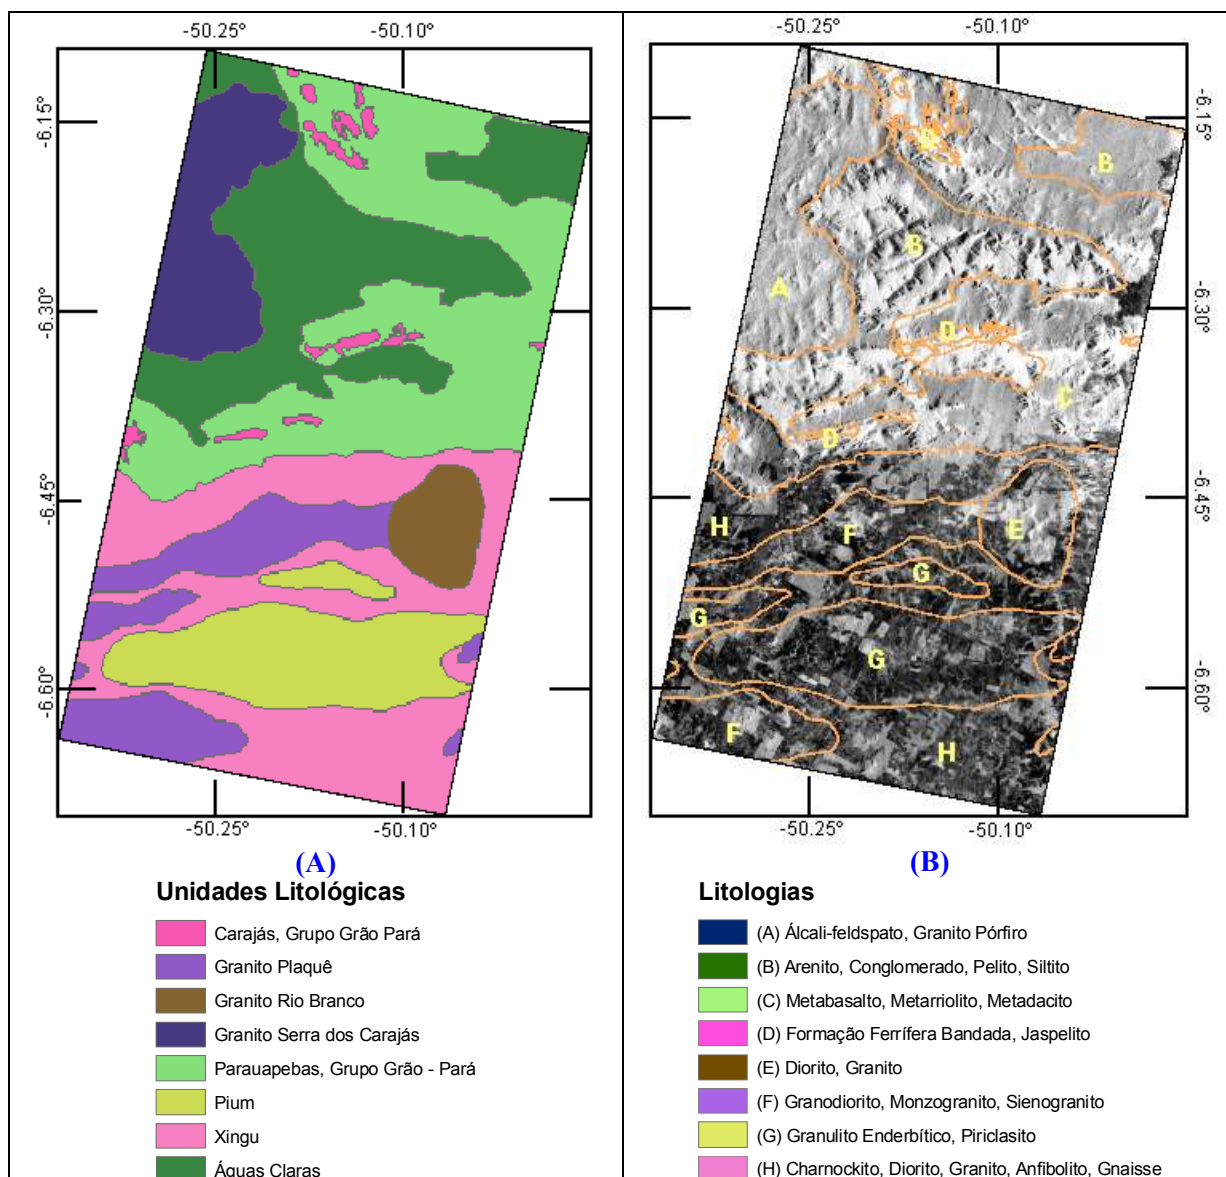 -50.25°
-50.10°
-6.15°
-6.30°
-6.45°
-6.60°
-50.25°
-50.10°
(A)
Unidades Litológicas
Carajás, Grupo Grão Pará
Granito Plaquê
Granito Rio Branco
Granito Serra dos Carajás
Parauapebas, Grupo Grão - Pará
Pium
Xingu
Águas Claras
-50.25°
-50.10°
-6.15°
-6.30°
-6.45°
-6.60°
B
B
A
D
C
D
H
F
E
G
G
G
F
H
-50.25°
-50.10°
(B)
Litologias
(A) Álcali-feldspato, Granito Pórfiro
(B) Arenito, Conglomerado, Pelito, Siltito
(C) Metabasalto, Metarriolito, Metadacito
(D) Formação Ferrífera Bandada, Jaspelito
(E) Diorito, Granito
(F) Granodiorito, Monzogranito, Sienogranito
(G) Granulito Enderbítico, Piriclasito
(H) Charnockito, Diorito, Granito, Anfibolito, Gnaisse